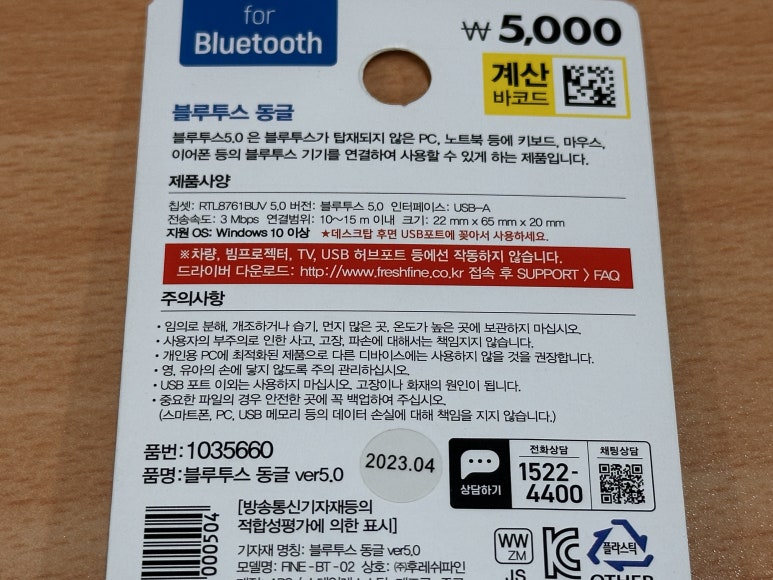 for
Bluetooth
₩ 5,000
계산
바코드
블루투스 동글
블루투스5.0 은 블루투스가 탑재되지 않은 PC, 노트북 등에 키보드, 마우스,
이어폰 등의 블루투스 기기를 연결하여 사용할 수 있게 하는 제품입니다.
제품사양
칩셋: RTL8761BUV 5.0 버전: 블루투스 5.0 인터페이스: USB-A
전송속도: 3 Mbps 연결범위: 10~15 m 이내 크기: 22 mm x 65 mm x 20 mm
지원 OS: Windows 10 이상 ★데스크탑 후면 USB포트에 꽂아서 사용하세요.
※차량, 빔프로젝터, TV, USB 허브포트 등에선 작동하지 않습니다.
드라이버 다운로드: http://www.freshfine.co.kr 접속 후 SUPPORT > FAQ
주의사항
• 임의로 분해, 개조하거나 습기, 먼지 많은 곳, 온도가 높은 곳에 보관하지 마십시오.
• 사용자의 부주의로 인한 사고, 고장, 파손에 대해서는 책임지지 않습니다.
• 개인용 PC에 최적화된 제품으로 다른 디바이스에는 사용하지 않을 것을 권장합니다.
• 영, 유아의 손에 닿지 않도록 주의 관리하십시오.
• USB 포트 이외는 사용하지 마십시오. 고장이나 화재의 원인이 됩니다.
• 중요한 파일의 경우 안전한 곳에 꼭 백업하여 주십시오.
(스마트폰, PC, USB 메모리 등의 데이터 손실에 대해 책임을 지지 않습니다.)
품번: 1035660
품명: 블루투스 동글 ver5.0
2023.04
상담하기
전화상담
1522-
4400
채팅상담
000504
[방송통신기자재등의
적합성평가에 의한 표시]
기자재 명칭: 블루투스 동글 ver5.0
모델명: FINE-BT-02 상호: ㈜후레쉬파인
WW
ZM
JS
플라스틱
OTHER